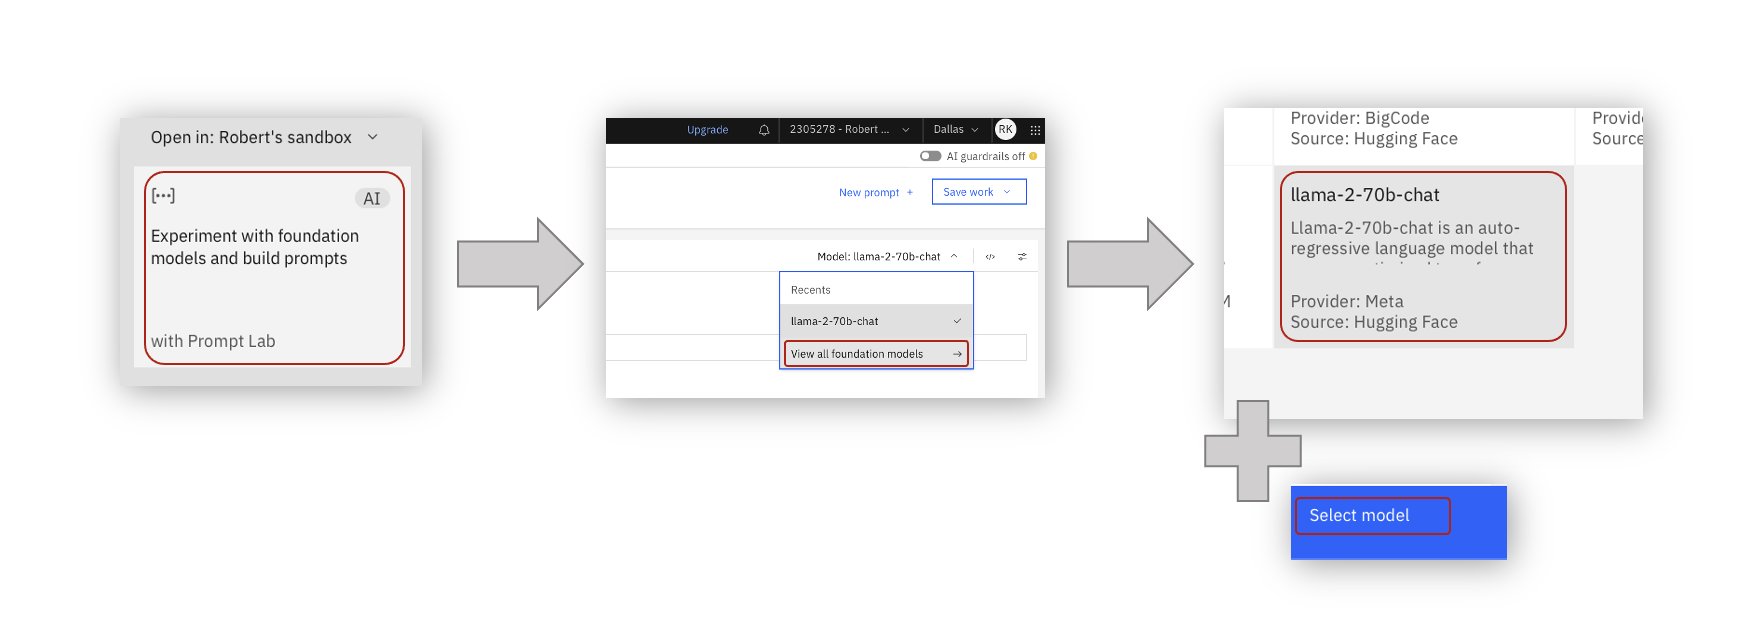 Open in: Robert's sandbox
[···]
AI
Experiment with foundation
models and build prompts
with Prompt Lab
Upgrade
2305278 - Robert ...
Dallas
RK
AI guardrails off
New prompt +
Save work
Model: llama-2-70b-chat
Recents
llama-2-70b-chat
View all foundation models
Provider: BigCode
Source: Hugging Face
Source
llama-2-70b-chat
Llama-2-70b-chat is an auto-
regressive language model that
Provider: Meta
Source: Hugging Face
Select model